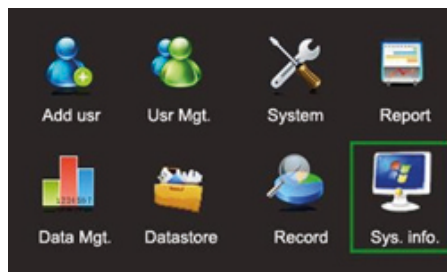 Add usr
Usr Mgt.
System
Report
Data Mgt.
Datastore
Record
Sys. info.